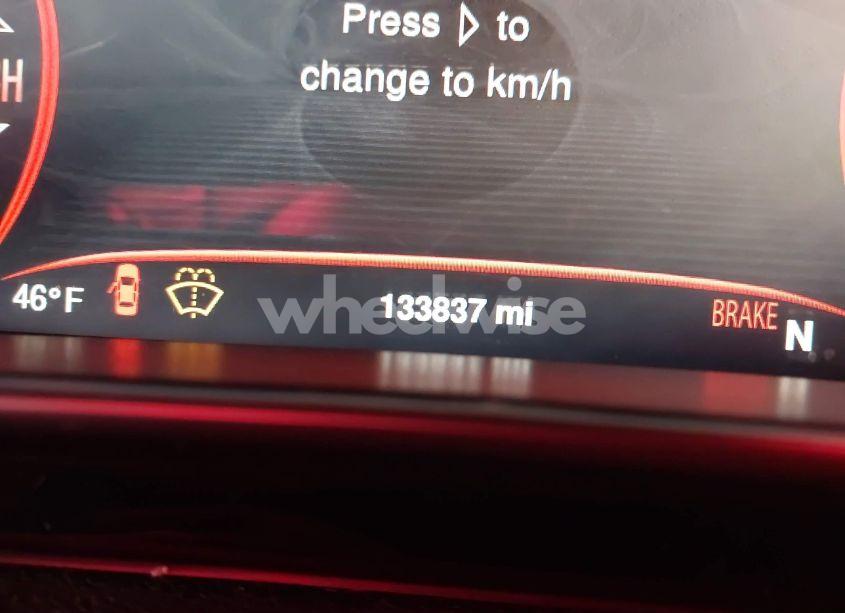 Press ▷ to
change to km/h
H
46°F 133837 mi BRAKE N
wheelwise